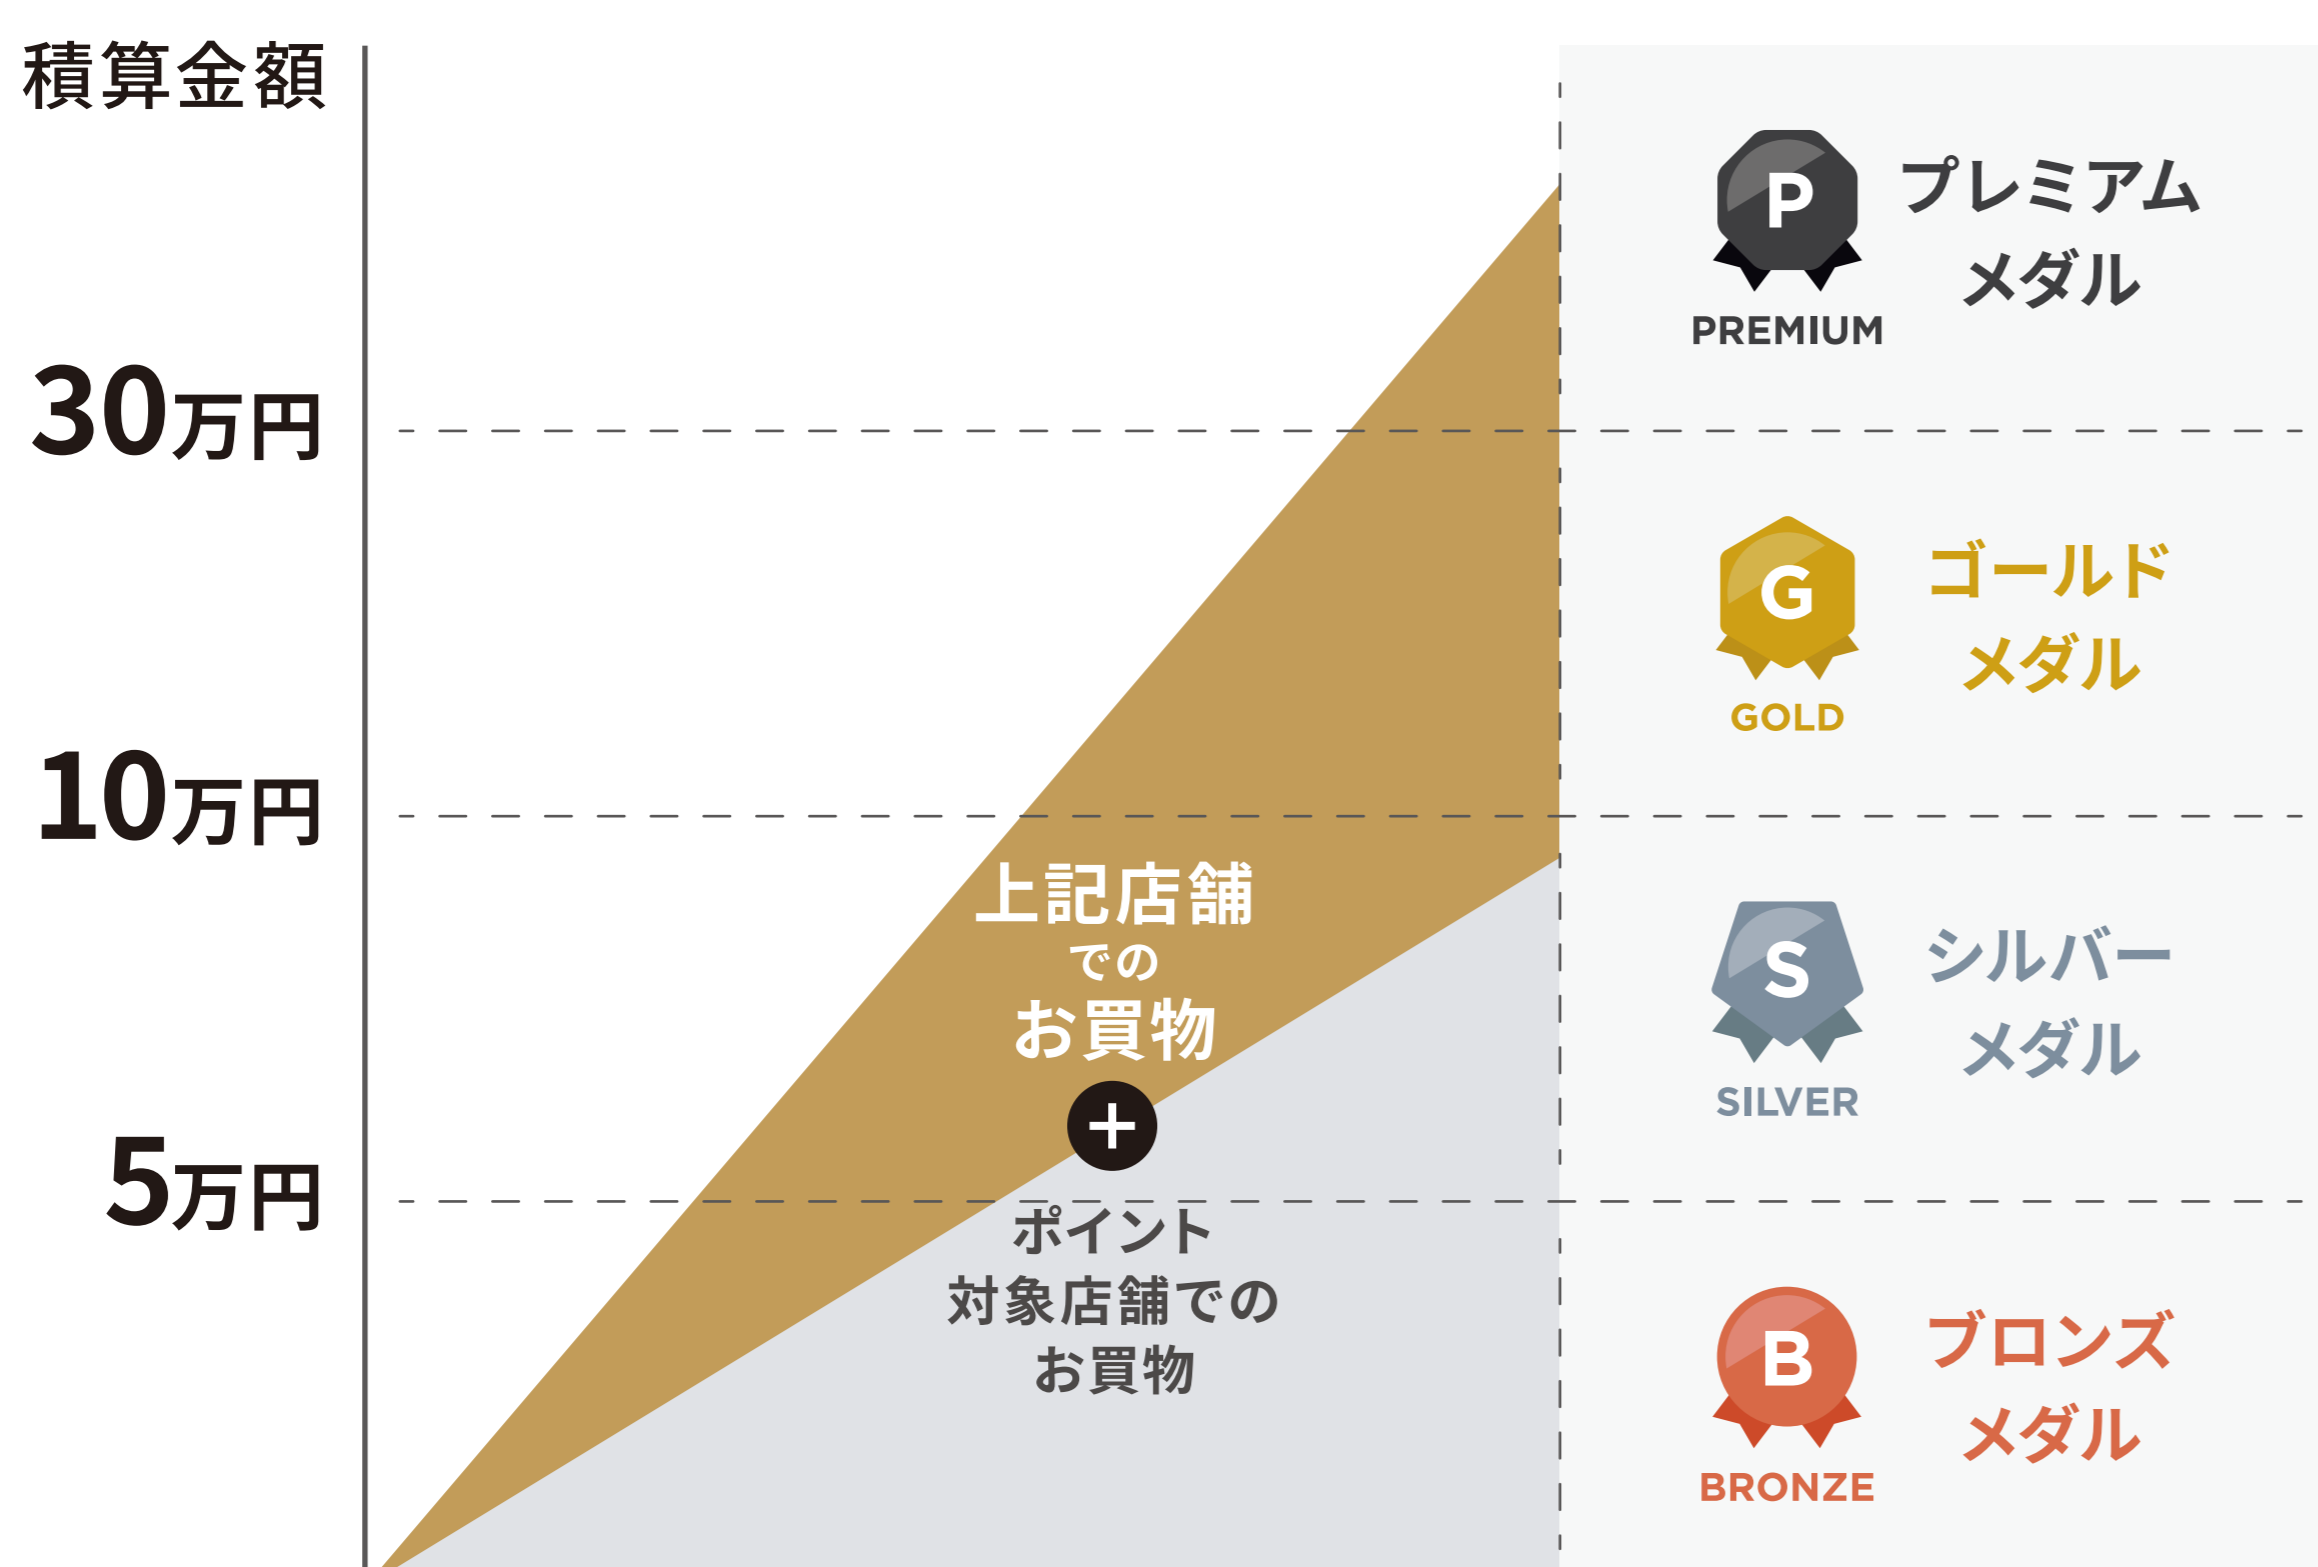 積算金額
P
プレミアム
メダル
PREMIUM
30万円
G
ゴールド
メダル
GOLD
10万円
上記店舗
での
お買物
+
ポイント
対象店舗での
お買物
S
シルバー
メダル
SILVER
5万円
B
ブロンズ
メダル
BRONZE